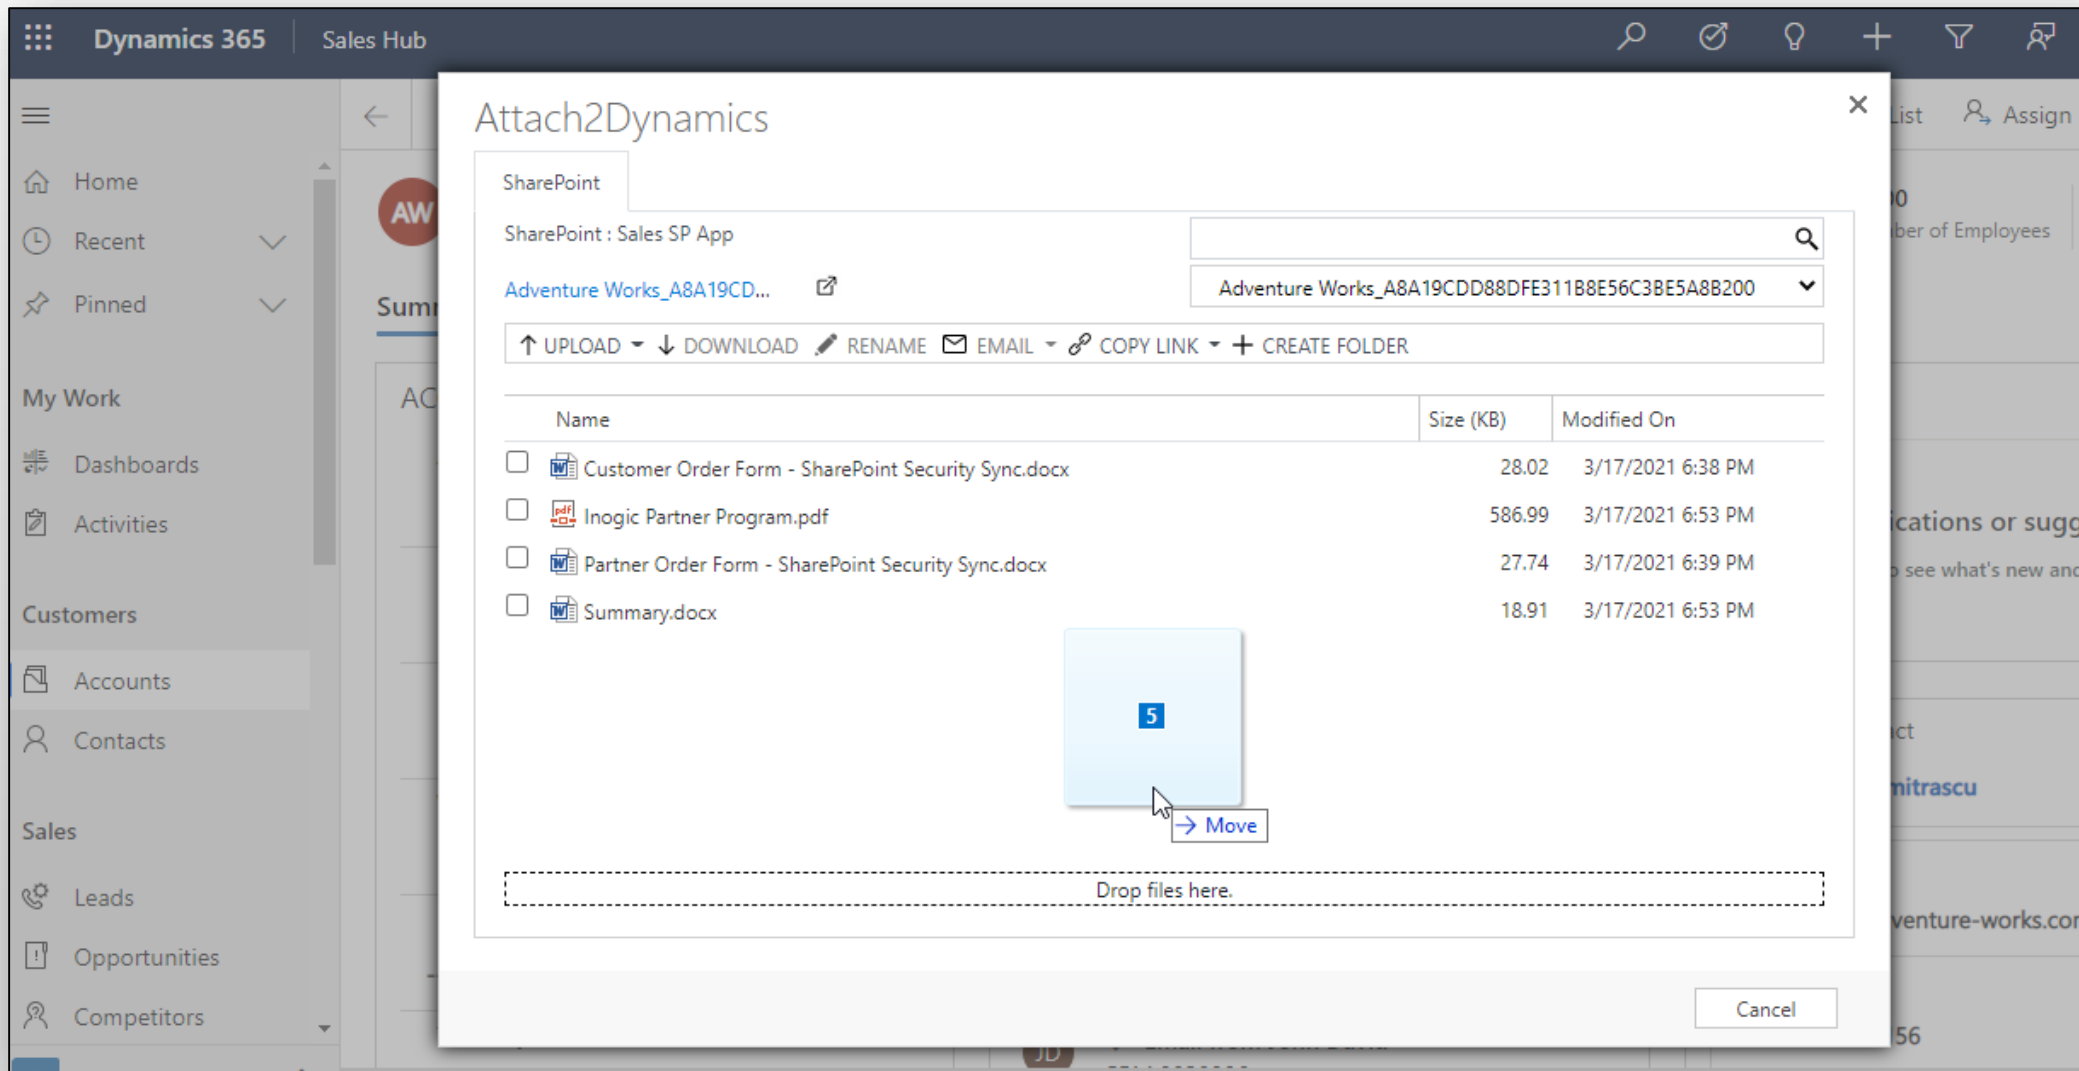 Dynamics 365 Sales Hub
Attach2Dynamics
List Assign
Home
SharePoint
AW
Recent
SharePoint : Sales SP App
ber of Employees
Adventure Works_A8A19CD...
Adventure Works_A8A19CDD88DFE311B8E56C3BE5A8B200
Pinned
Sum
UPLOAD DOWNLOAD RENAME EMAIL COPY LINK CREATE FOLDER
My Work
AC
Name Size (KB) Modified On
Dashboards
Customer Order Form - SharePoint Security Sync.docx 28.02 3/17/2021 6:38 PM
Activities
Inogic Partner Program.pdf 586.99 3/17/2021 6:53 PM
ications or sugg
Partner Order Form - SharePoint Security Sync.docx 27.74 3/17/2021 6:39 PM
o see what's new and
Customers
Summary.docx 18.91 3/17/2021 6:53 PM
Accounts
5
Contacts
act
mitrascu
Sales
Move
Leads
Drop files here.
venture-works.com
Opportunities
Competitors
Cancel
56
JD